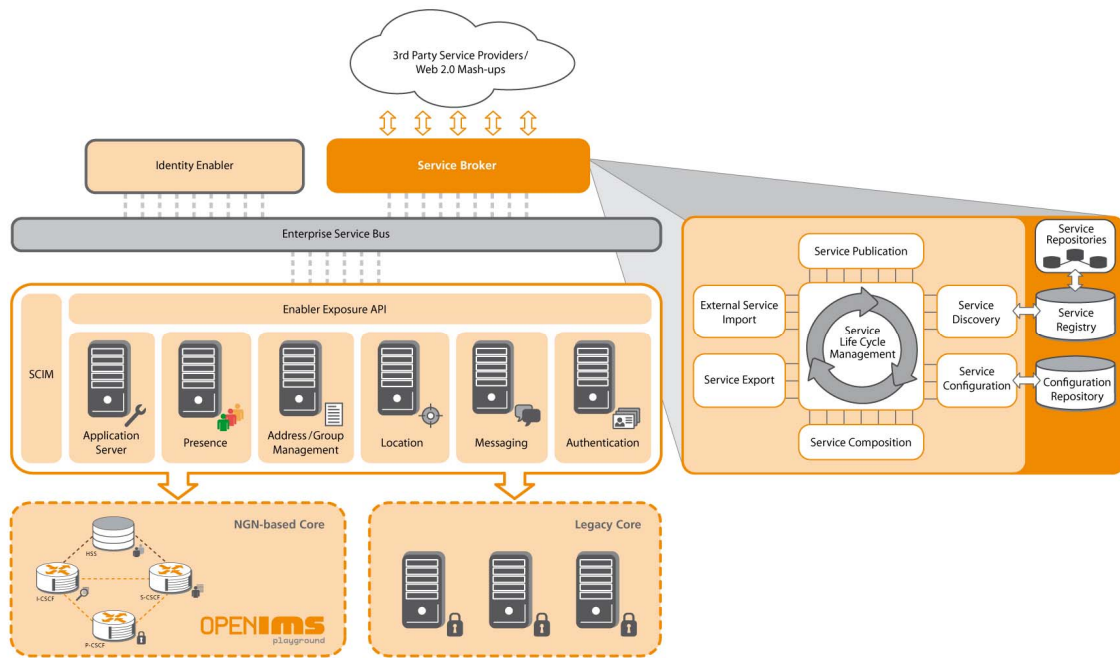 3rd Party Service Providers/
Web 2.0 Mash-ups
Identity Enabler
Service Broker
Enterprise Service Bus
Enabler Exposure API
SCIM
Application
Server
Presence
Address/Group
Management
Location
Messaging
Authentication
NGN-based Core
HSS
I-CSCF
S-CSCF
P-CSCF
OPENIMS
playground
Legacy Core
Service Publication
External Service
Import
Service Export
Service
Life Cycle
Management
Service
Discovery
Service
Configuration
Service Composition
Service
Repositories
Service
Registry
Configuration
Repository